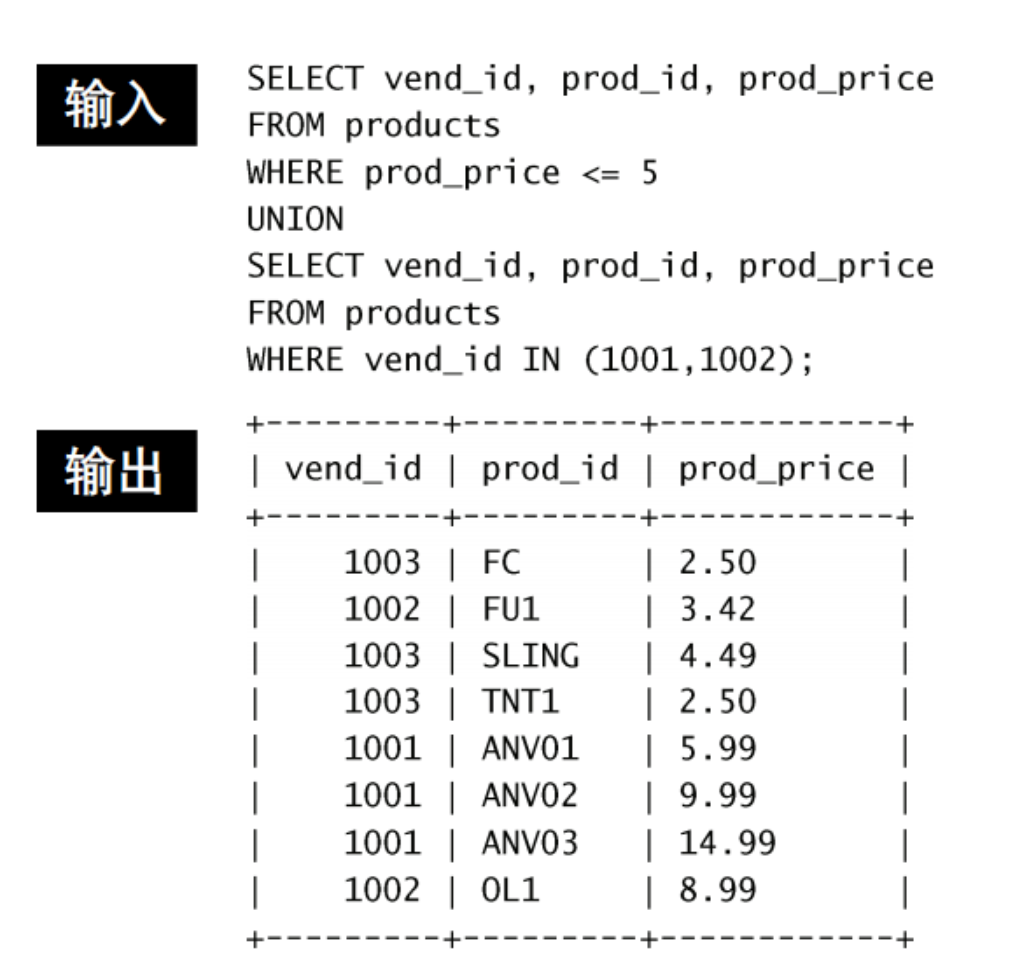 输入
SELECT vend_id, prod_id, prod_price
FROM products
WHERE prod_price <= 5
UNION
SELECT vend_id, prod_id, prod_price
FROM products
WHERE vend_id IN (1001,1002);
输出
+---------+---------+------------+
| vend_id | prod_id | prod_price |
+---------+---------+------------+
|    1003 | FC      | 2.50       |
|    1002 | FU1     | 3.42       |
|    1003 | SLING   | 4.49       |
|    1003 | TNT1    | 2.50       |
|    1001 | ANV01   | 5.99       |
|    1001 | ANV02   | 9.99       |
|    1001 | ANV03   | 14.99      |
|    1002 | OL1     | 8.99       |
+---------+---------+------------+